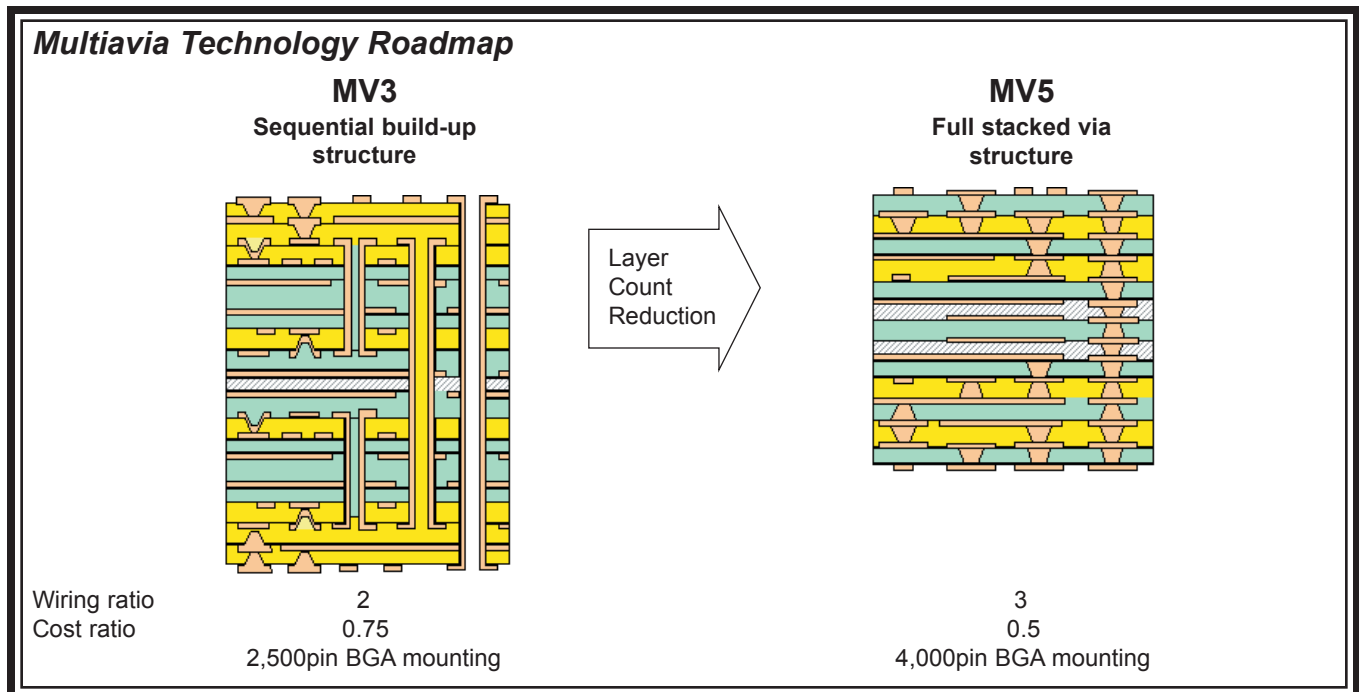 Multiavia Technology Roadmap
MV3
Sequential build-up
structure
MV5
Full stacked via
structure
Layer
Count
Reduction
Wiring ratio 2 3
Cost ratio 0.75 0.5
2,500pin BGA mounting 4,000pin BGA mounting